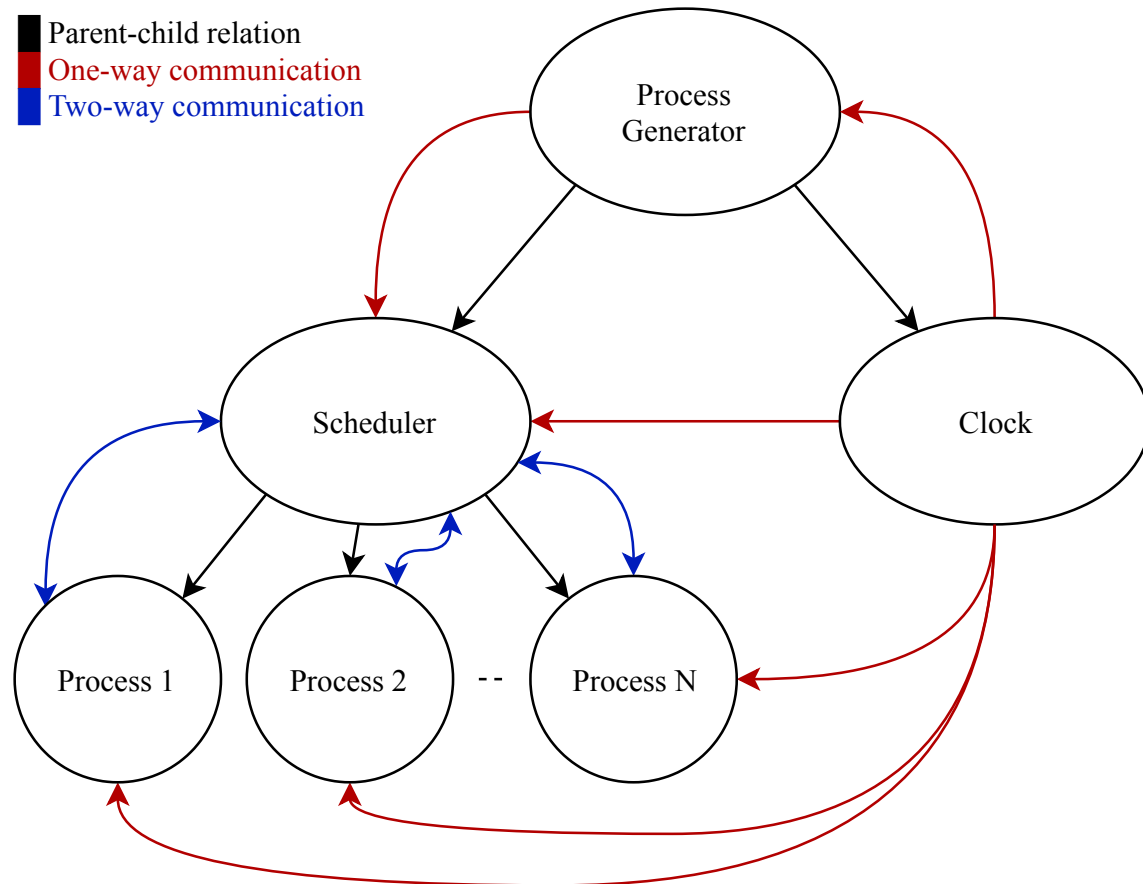 Parent-child relation
One-way communication
Two-way communication
Process
Generator
Scheduler
Clock
Process 1
Process 2
--
Process N